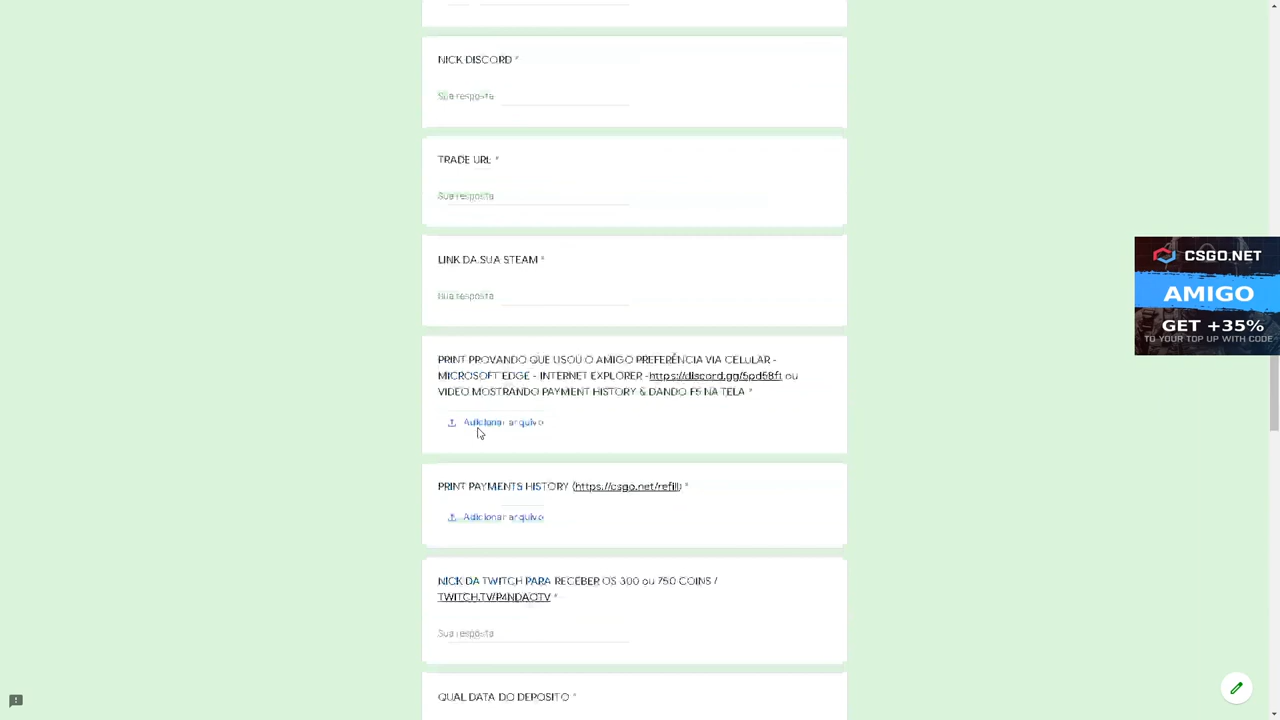 NICK DISCORD *
Sua resposta
TRADE URL *
Sua resposta
LINK DA SUA STEAM *
Sua resposta
PRINT PROVANDO QUE USOU O AMIGO PREFERÊNCIA VIA CELULAR -
MICROSOFT EDGE - INTERNET EXPLORER - https://discord.gg/5pd58f1 ou
VIDEO MOSTRANDO PAYMENT HISTORY & DANDO F5 NA TELA *
Adicionar arquivo
PRINT PAYMENTS HISTORY (https://csgo.net/refill) *
Adicionar arquivo
NICK DA TWITCH PARA RECEBER OS 300 ou 750 COINS /
TWITCH.TV/P4NDAOTV *
Sua resposta
QUAL DATA DO DEPOSITO *
CSGO.NET
AMIGO
GET +35%
TO YOUR TOP UP WITH CODE